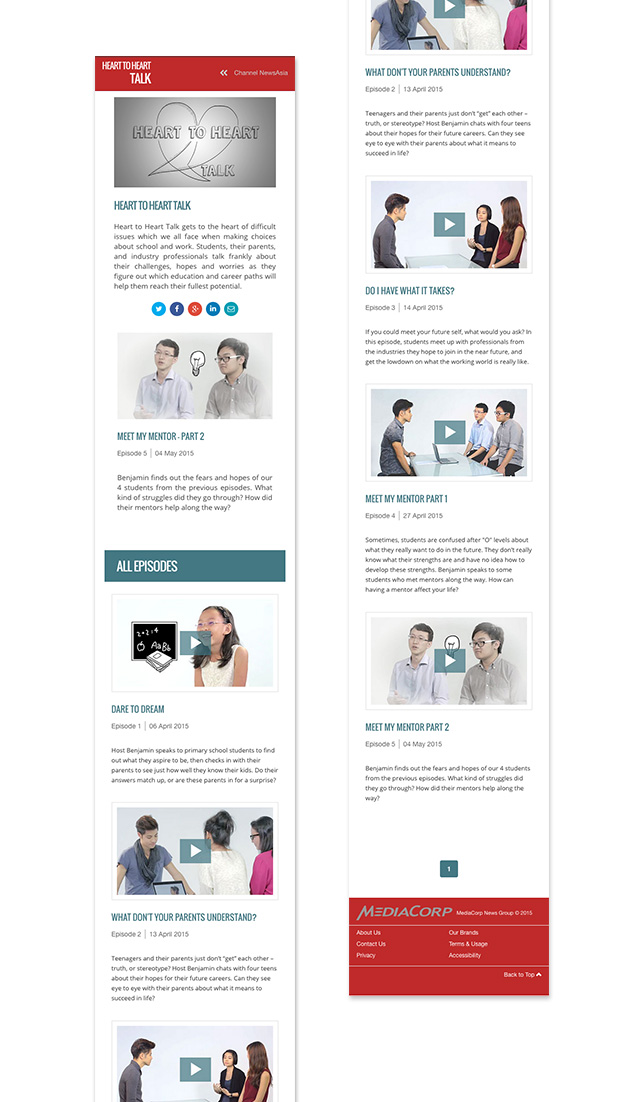 HEART TO HEART
TALK
Channel NewsAsia
HEART TO HEART
TALK
HEART TO HEART TALK
Heart to Heart Talk gets to the heart of difficult
issues which we all face when making choices
about school and work. Students, their parents,
and industry professionals talk frankly about
their challenges, hopes and worries as they
figure out which education and career paths will
help them reach their fullest potential.
MEET MY MENTOR - PART 2
Episode 5 | 04 May 2015
Benjamin finds out the fears and hopes of our
4 students from the previous episodes. What
kind of struggles did they go through? How did
their mentors help along the way?
ALL EPISODES
2+2=4
AaBb
DARE TO DREAM
Episode 1 | 06 April 2015
Host Benjamin speaks to primary school students to find
out what they aspire to be, then checks in with their
parents to see just how well they know their kids. Do their
answers match up, or are these parents in for a surprise?
WHAT DON'T YOUR PARENTS UNDERSTAND?
Episode 2 | 13 April 2015
Teenagers and their parents just don't "get" each other –
truth, or stereotype? Host Benjamin chats with four teens
about their hopes for their future careers. Can they see
eye to eye with their parents about what it means to
succeed in life?
WHAT DON'T YOUR PARENTS UNDERSTAND?
Episode 2 | 13 April 2015
Teenagers and their parents just don't "get" each other –
truth, or stereotype? Host Benjamin chats with four teens
about their hopes for their future careers. Can they see
eye to eye with their parents about what it means to
succeed in life?
DO I HAVE WHAT IT TAKES?
Episode 3 | 14 April 2015
If you could meet your future self, what would you ask? In
this episode, students meet up with professionals from
the industries they hope to join in the near future, and
get the lowdown on what the working world is really like.
MEET MY MENTOR PART 1
Episode 4 | 27 April 2015
Sometimes, students are confused after "O" levels about
what they really want to do in the future. They don't really
know what their strengths are and have no idea how to
develop these strengths. Benjamin speaks to some
students who met mentors along the way. How can
having a mentor affect your life?
MEET MY MENTOR PART 2
Episode 5 | 04 May 2015
Benjamin finds out the fears and hopes of our 4 students
from the previous episodes. What kind of struggles did
they go through? How did their mentors help along the
way?
1
MEDIACORP MediaCorp News Group © 2015
About Us Our Brands
Contact Us Terms & Usage
Privacy Accessibility
Back to Top